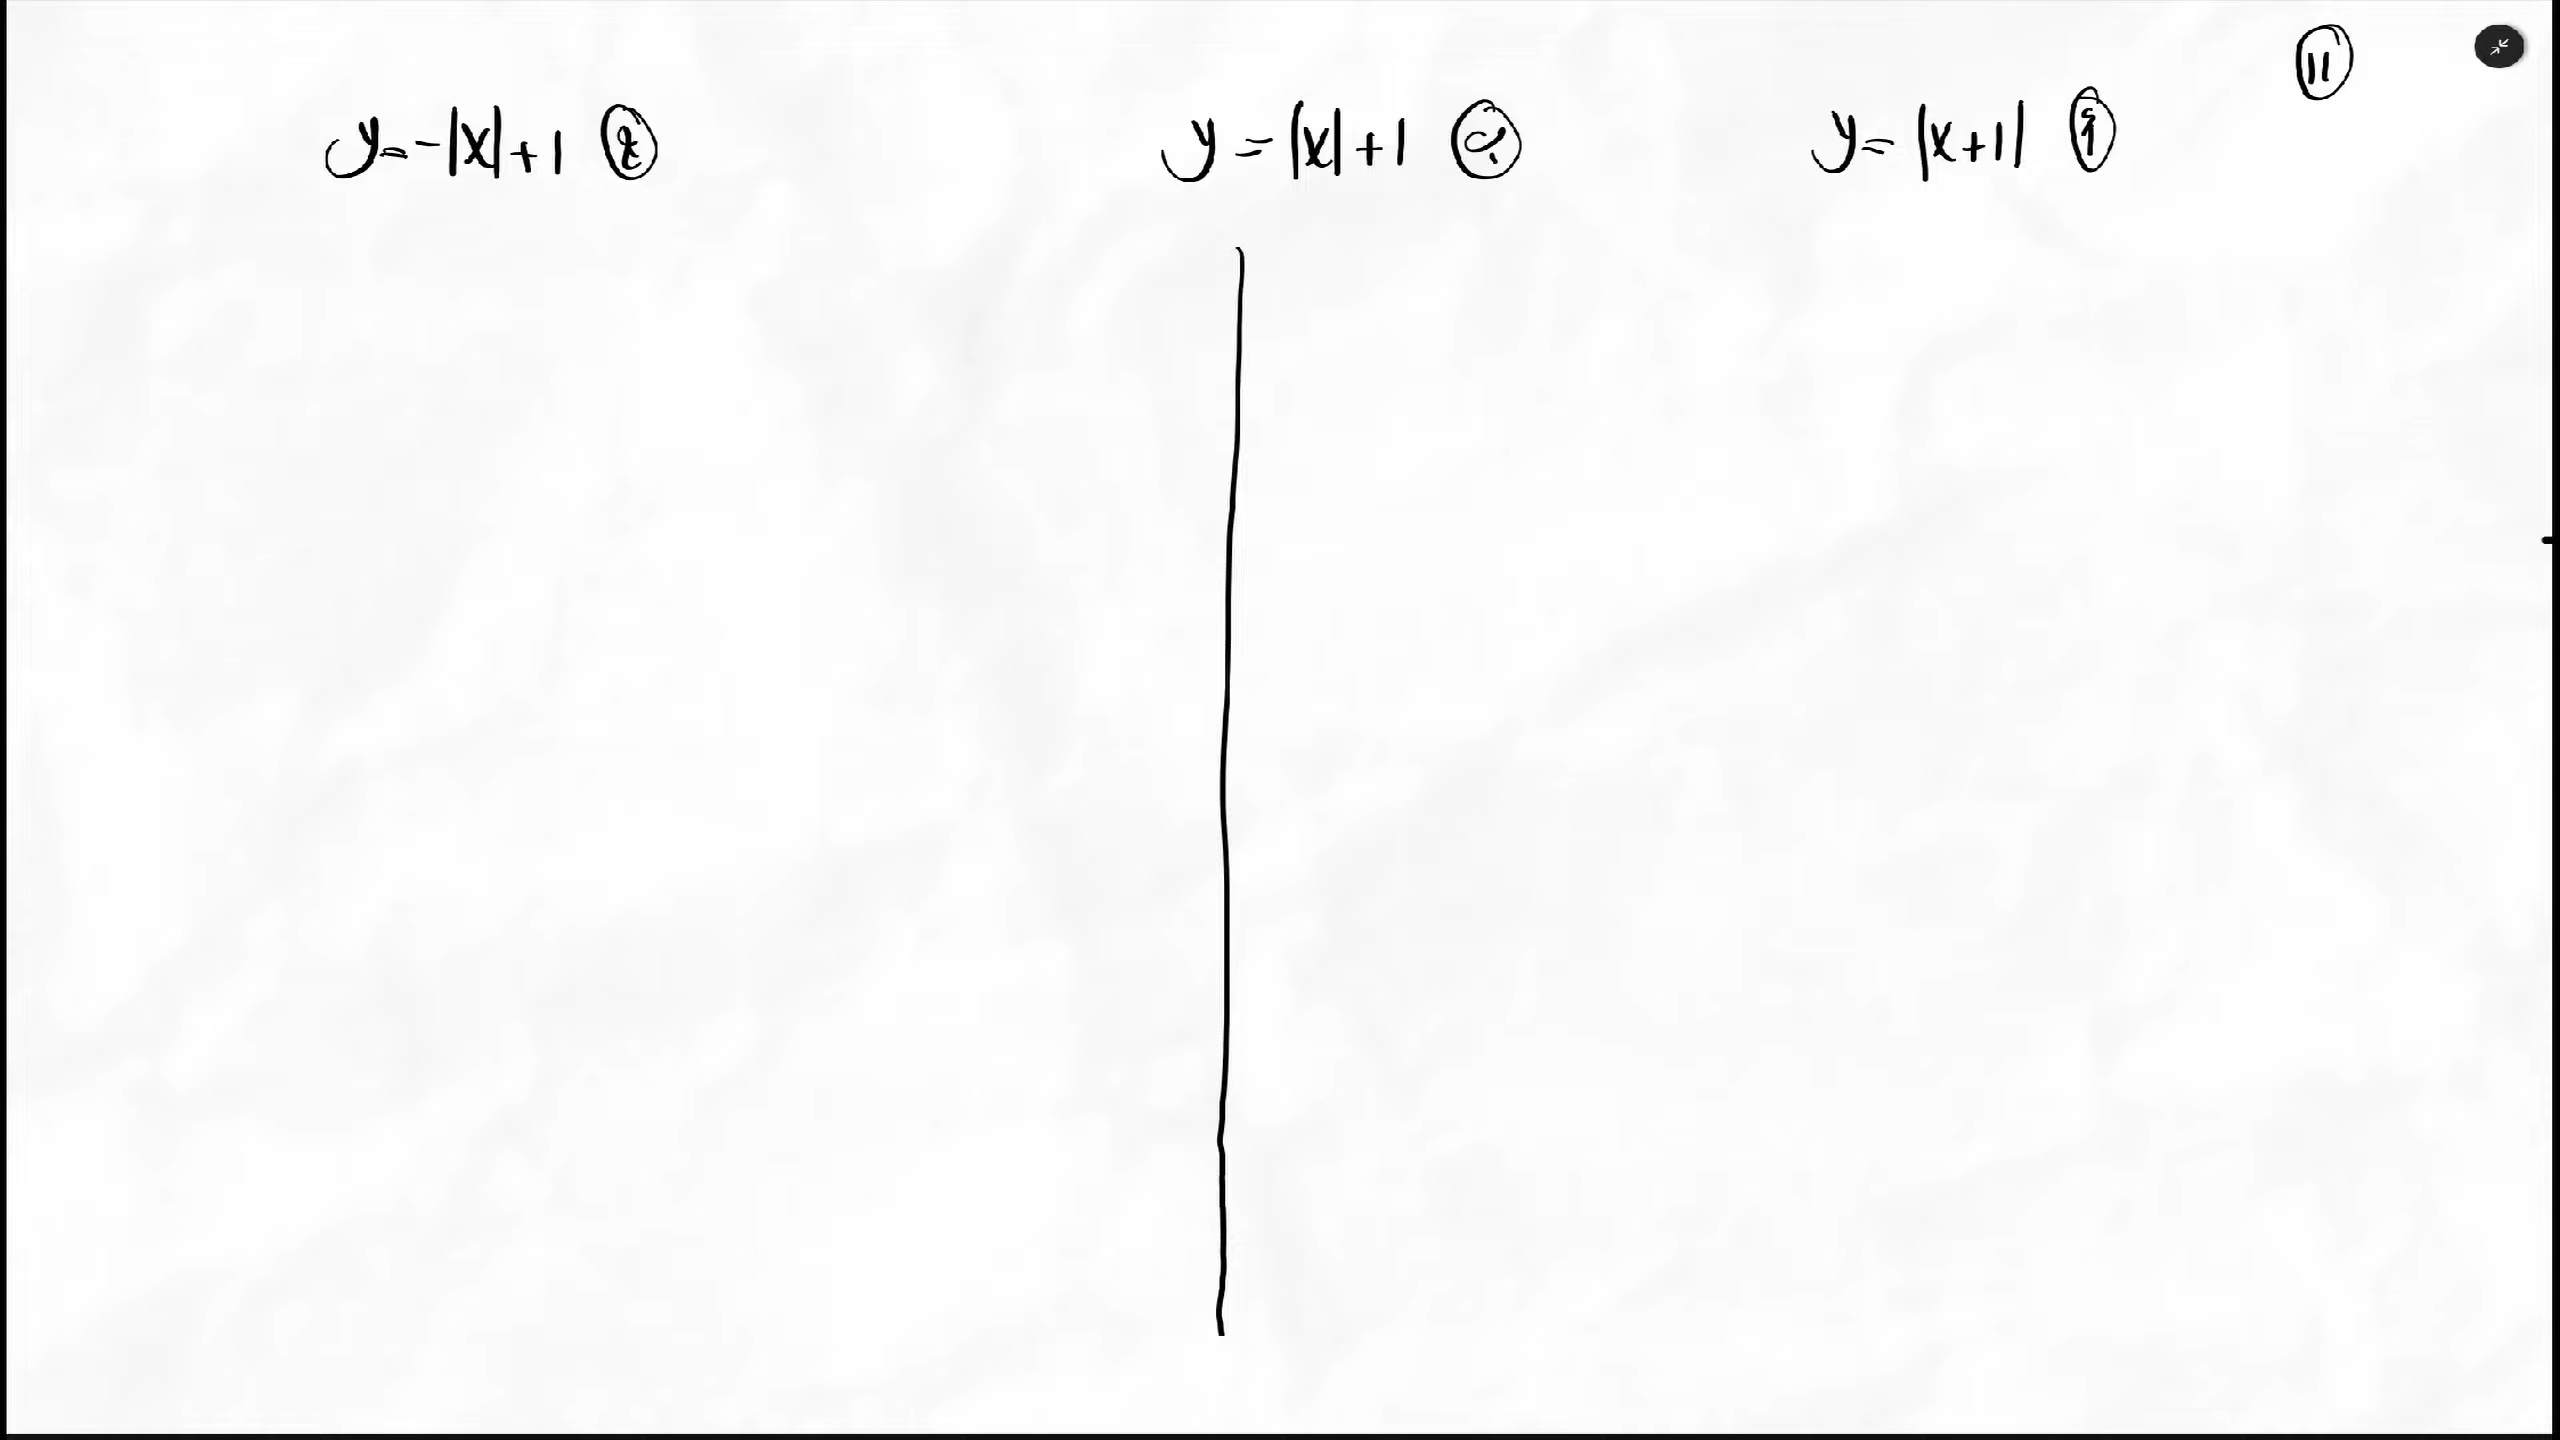 11
y = -|x| + 1 y = |x| + 1 ب y = |x+1| أ